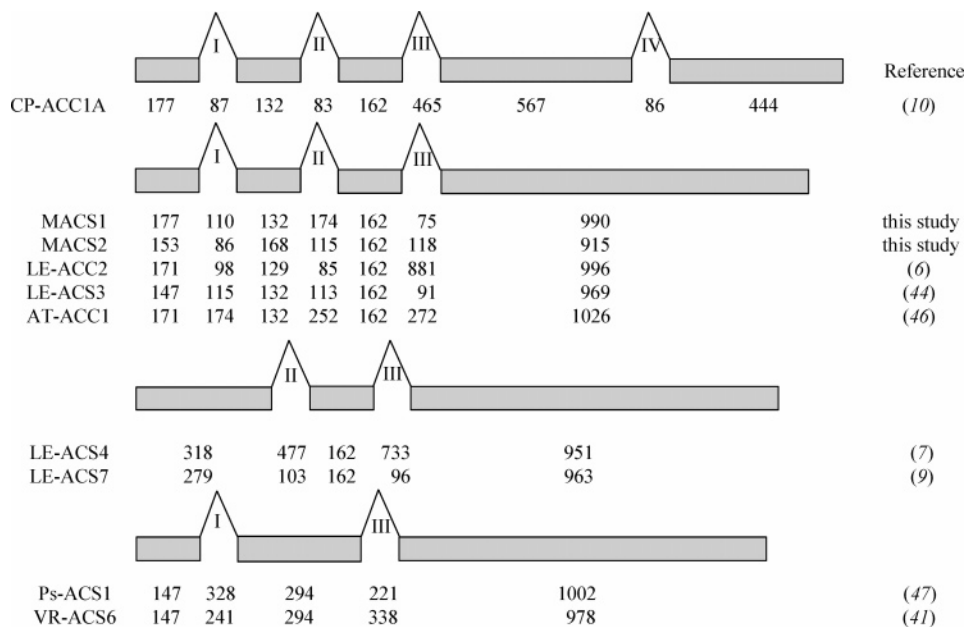 I II III IV
Reference
CP-ACC1A 177 87 132 83 162 465 567 86 444 (10)
I II III
MACS1 177 110 132 174 162 75 990 this study
MACS2 153 86 168 115 162 118 915 this study
LE-ACC2 171 98 129 85 162 881 996 (6)
LE-ACS3 147 115 132 113 162 91 969 (44)
AT-ACC1 171 174 132 252 162 272 1026 (46)
II III
LE-ACS4 318 477 162 733 951 (7)
LE-ACS7 279 103 162 96 963 (9)
I III
Ps-ACS1 147 328 294 221 1002 (47)
VR-ACS6 147 241 294 338 978 (41)